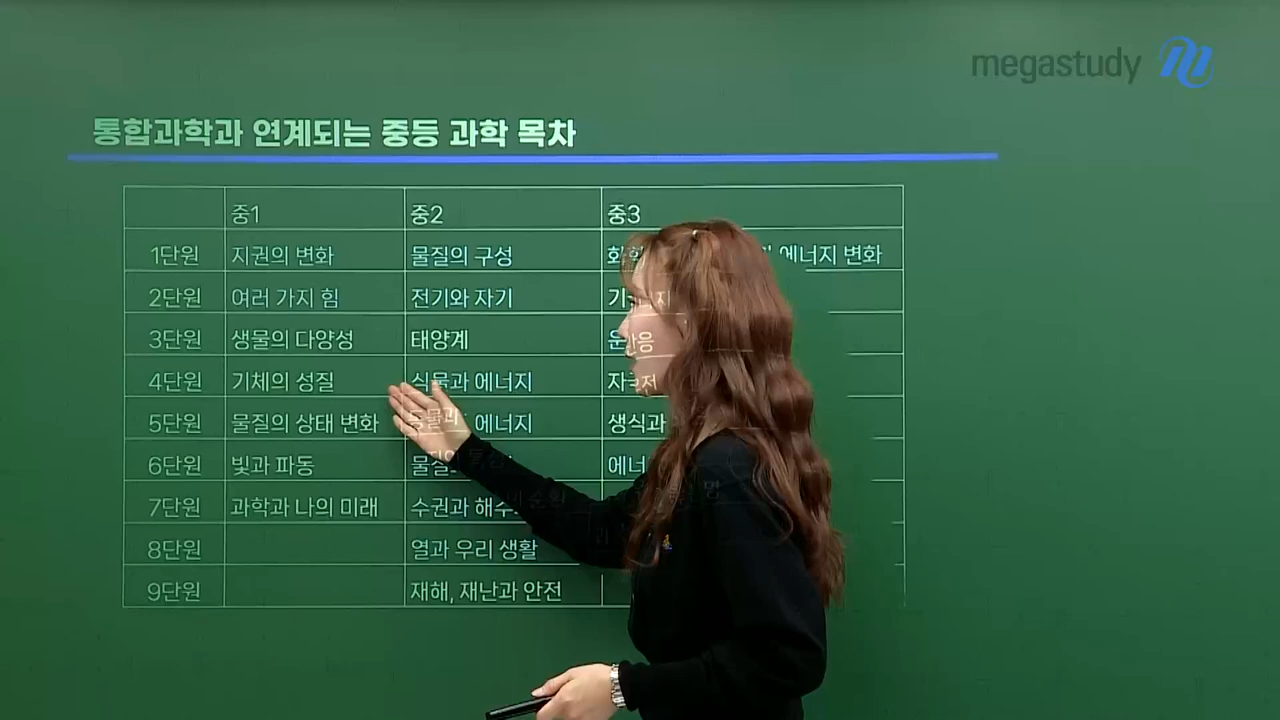 megastudy
통합과학과 연계되는 중등 과학 목차
중1 중2 중3
1단원 지권의 변화 물질의 구성 에너지 변화
2단원 여러 가지 힘 전기와 자기
3단원 생물의 다양성 태양계
4단원 기체의 성질 식물과 에너지
5단원 물질의 상태 변화 동물과 에너지 생식과
6단원 빛과 파동
7단원 과학과 나의 미래 수권과
8단원 열과 우리 생활
9단원 재해, 재난과 안전